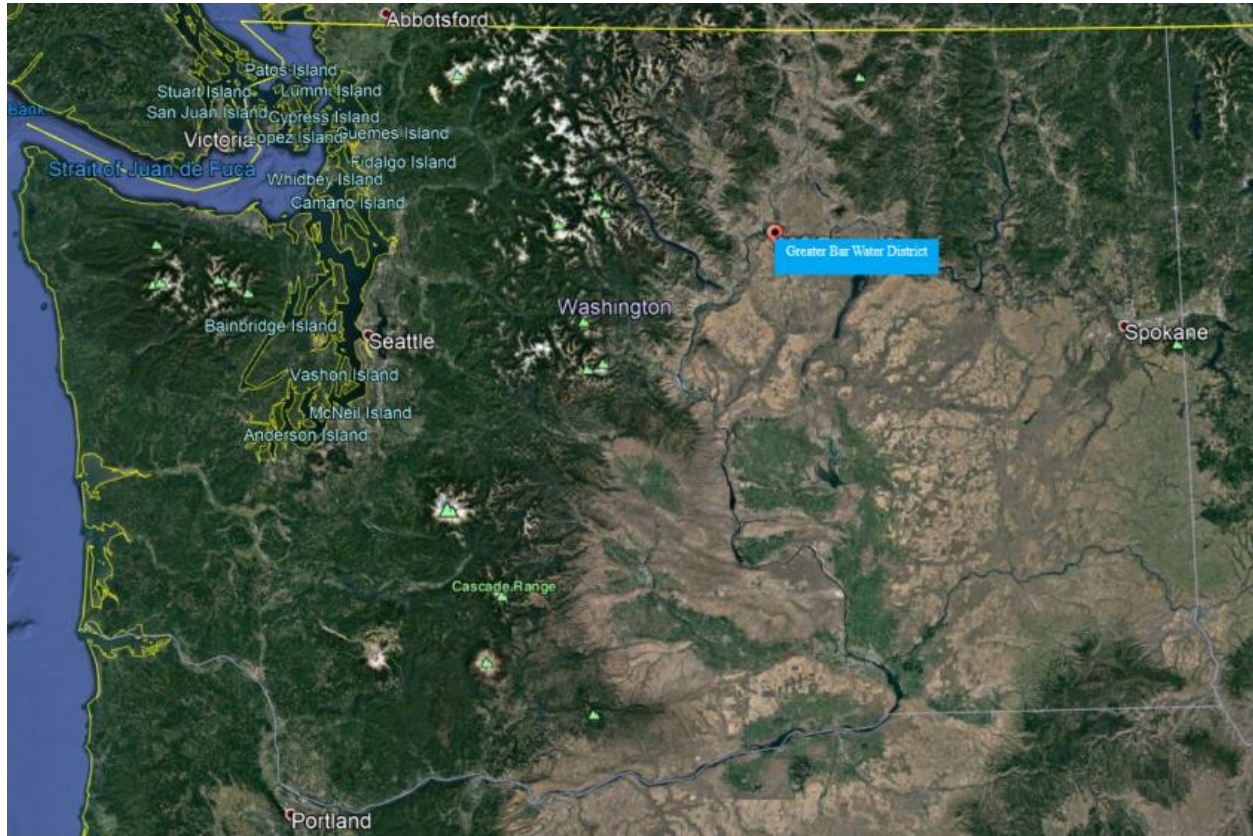 Abbotsford
Patos Island
Stuart Island
Lummi Island
San Juan Island
Cypress Island
Bank
Victoria
Lopez Island
Guemes Island
Strait of Juan de Fuca
Fidalgo Island
Whidbey Island
Camano Island
Greater Bar Water District
Washington
Bainbridge Island
Seattle
Spokane
Vashon Island
McNeil Island
Anderson Island
Cascade Range
Portland